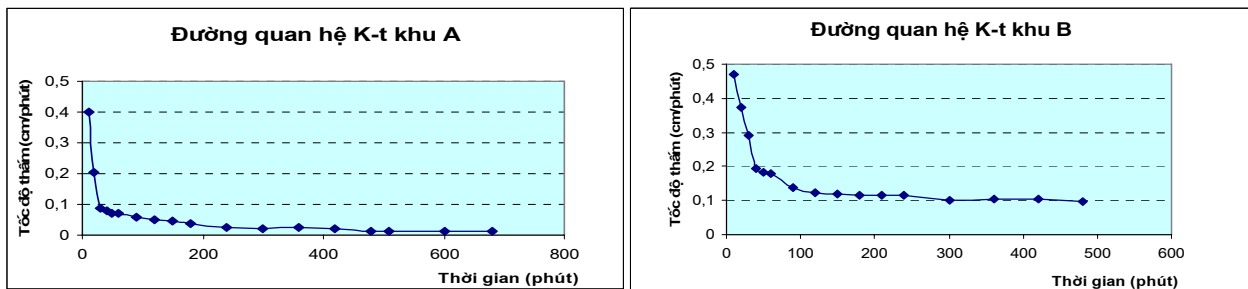 Đường quan hệ K-t khu A
Tốc độ thấm (cm/phút)
0,5
0,4
0,3
0,2
0,1
0
0 200 400 600 800
Thời gian (phút)
Đường quan hệ K-t khu B
Tốc độ thấm (cm/phút)
0,5
0,4
0,3
0,2
0,1
0
0 100 200 300 400 500 600
Thời gian (phút)